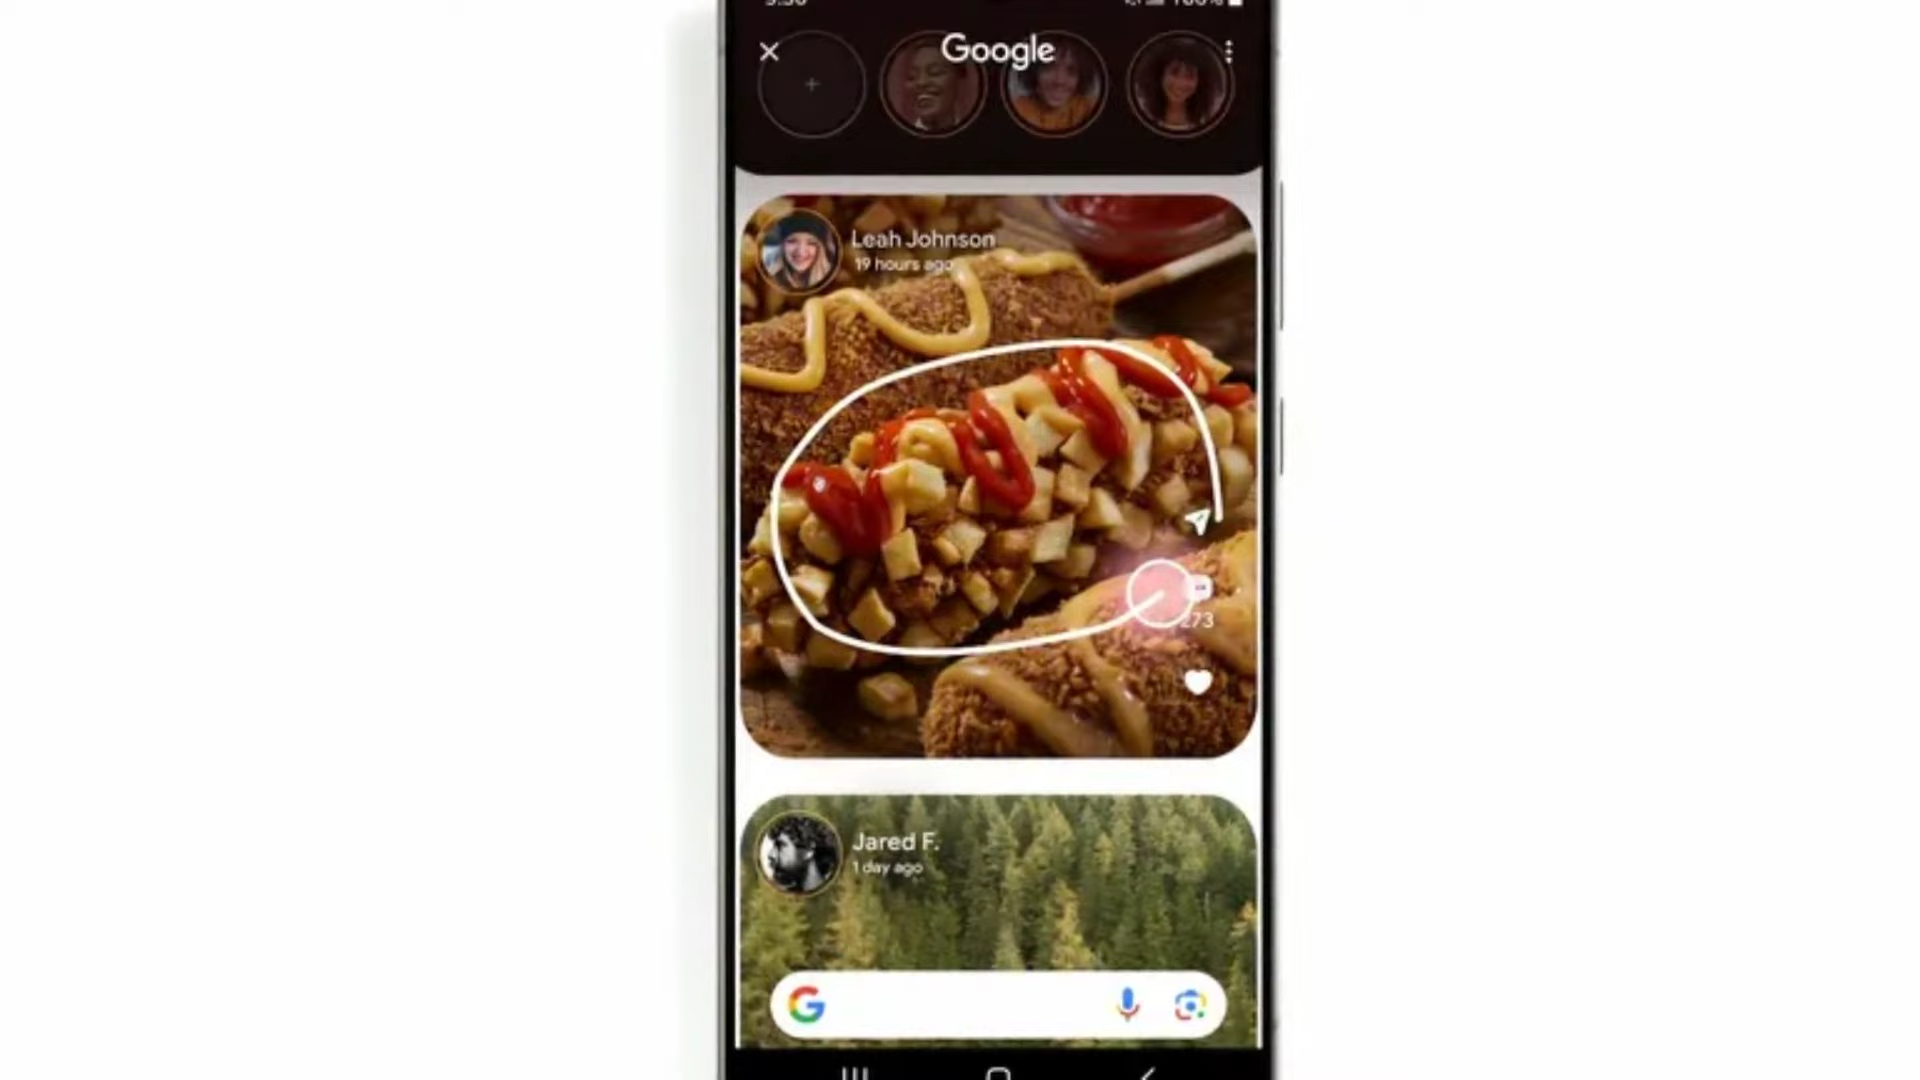 Google
Leah Johnson
19 hours ago
273
Jared F.
1 day ago